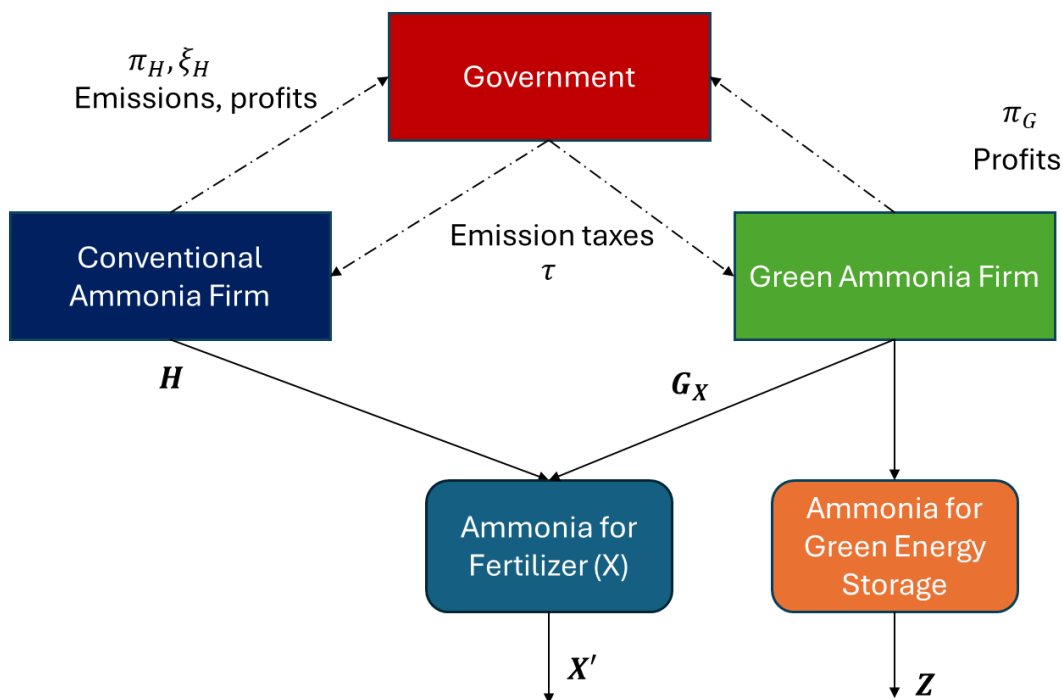 Government
π_H, ξ_H
Emissions, profits
π_G
Profits
Conventional
Ammonia Firm
Emission taxes
τ
Green Ammonia Firm
H
G_X
Ammonia for
Fertilizer (X)
Ammonia for
Green Energy
Storage
X′
Z